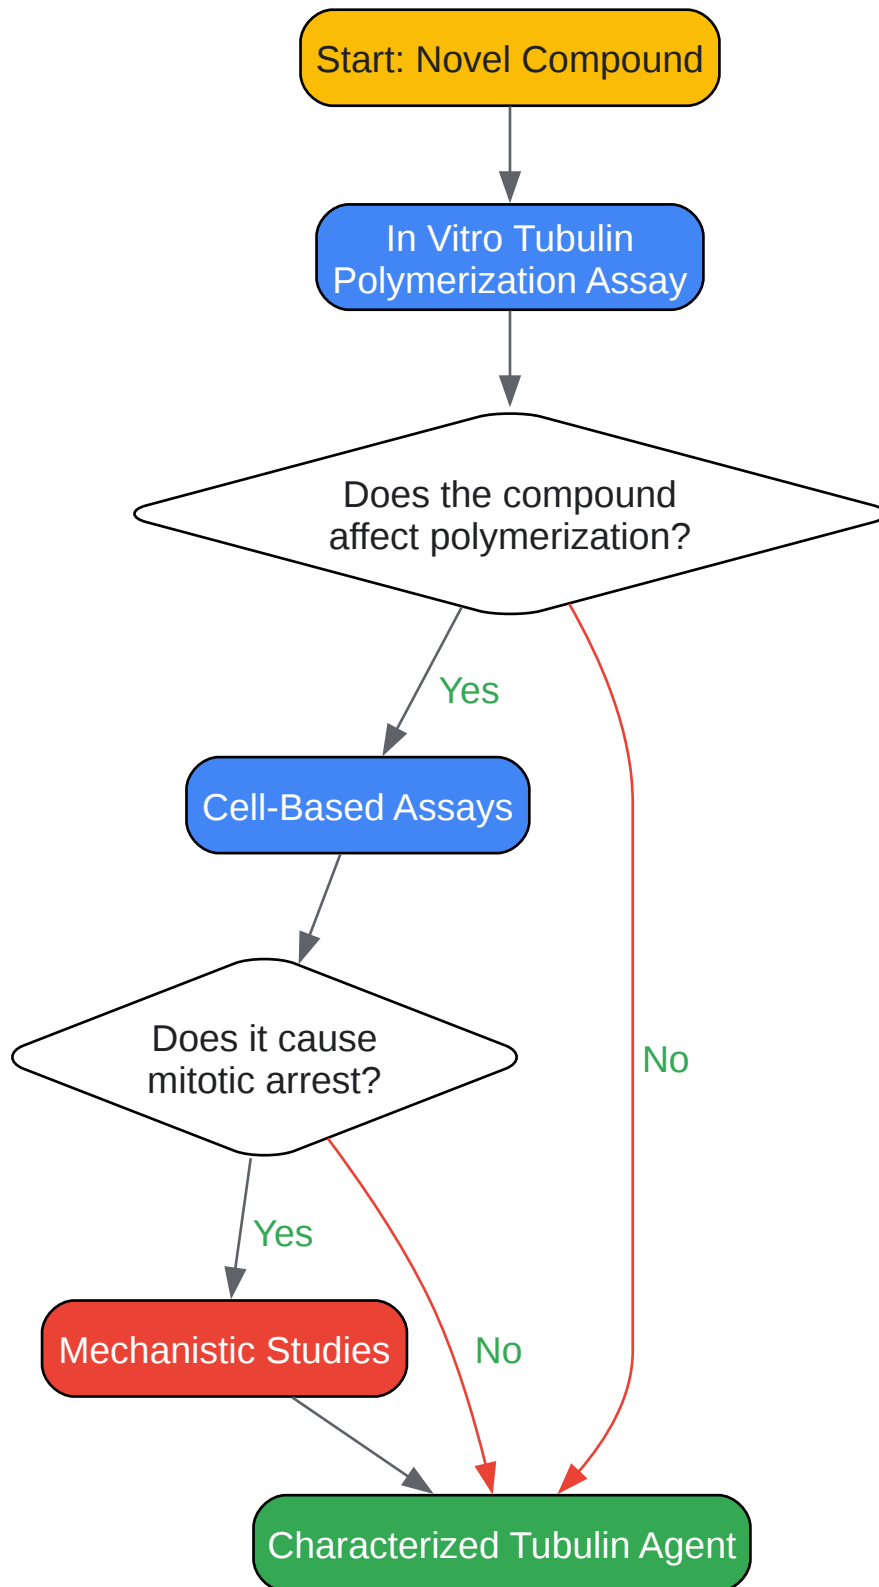 Start: Novel Compound
In Vitro Tubulin
Polymerization Assay
Does the compound
affect polymerization?
Yes
Cell-Based Assays
Does it cause
mitotic arrest?
No
Yes
Mechanistic Studies
No
Characterized Tubulin Agent